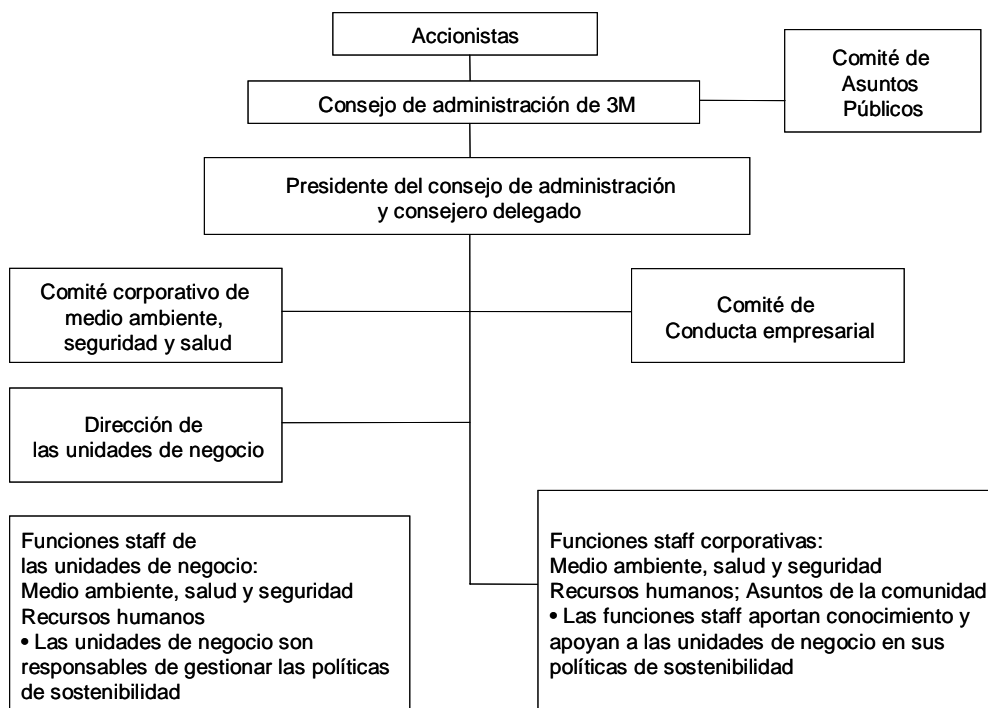 Accionistas
Comité de
Asuntos
Públicos
Consejo de administración de 3M
Presidente del consejo de administración
y consejero delegado
Comité corporativo de
medio ambiente,
seguridad y salud
Comité de
Conducta empresarial
Dirección de
las unidades de negocio
Funciones staff de
las unidades de negocio:
Medio ambiente, salud y seguridad
Recursos humanos
• Las unidades de negocio son
responsables de gestionar las políticas
de sostenibilidad
Funciones staff corporativas:
Medio ambiente, salud y seguridad
Recursos humanos; Asuntos de la comunidad
• Las funciones staff aportan conocimiento y
apoyan a las unidades de negocio en sus
políticas de sostenibilidad